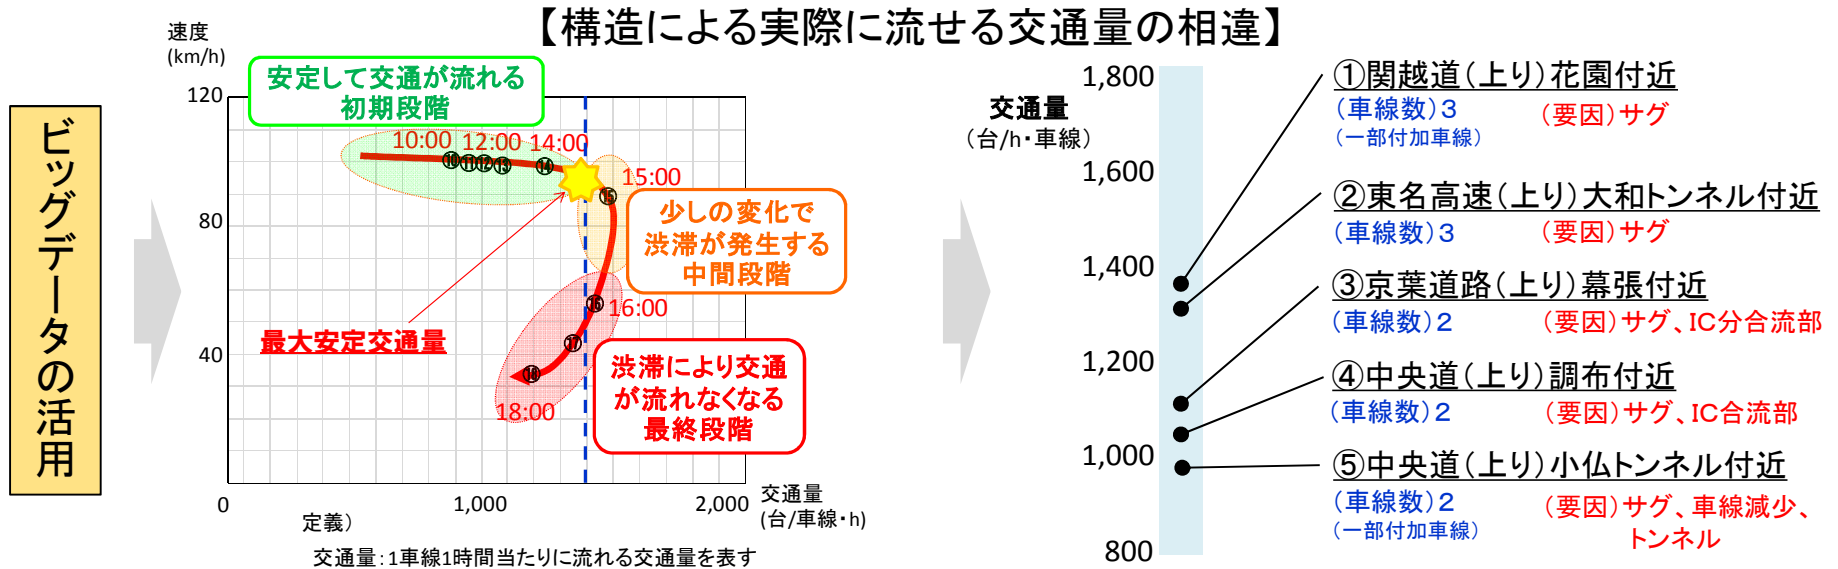 【構造による実際に流せる交通量の相違】
ビッグデータの活用
速度
(km/h)
安定して交通が流れる
初期段階
120
80
40
0
1,000
2,000
交通量
(台/車線・h)
10:00 12:00 14:00
⑩ ⑪ ⑫ ⑬ ⑭
15:00
⑮
少しの変化で
渋滞が発生する
中間段階
最大安定交通量
⑯
16:00
⑰
⑱
18:00
渋滞により交通
が流れなくなる
最終段階
定義）
交通量：1車線1時間当たりに流れる交通量を表す
交通量
（台/h・車線）
1,800
1,600
1,400
1,200
1,000
800
①関越道（上り）花園付近
（車線数）3 （要因）サグ
（一部付加車線）
②東名高速（上り）大和トンネル付近
（車線数）3 （要因）サグ
③京葉道路（上り）幕張付近
（車線数）2 （要因）サグ、IC分合流部
④中央道（上り）調布付近
（車線数）2 （要因）サグ、IC合流部
⑤中央道（上り）小仏トンネル付近
（車線数）2 （要因）サグ、車線減少、
（一部付加車線） トンネル